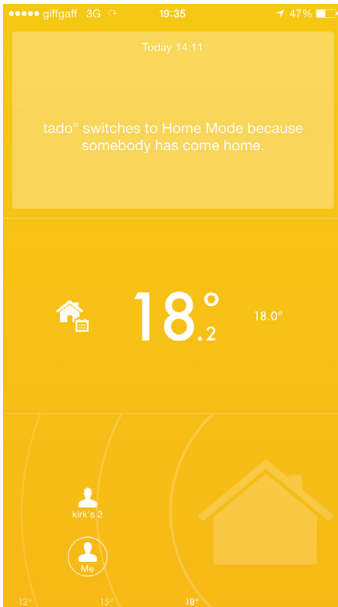 giffgaff 3G 19:35 47%
Today 14:11
tado° switches to Home Mode because
somebody has come home.
18.2° 18.0°
kirk's 2
Me
12° 15° 18°